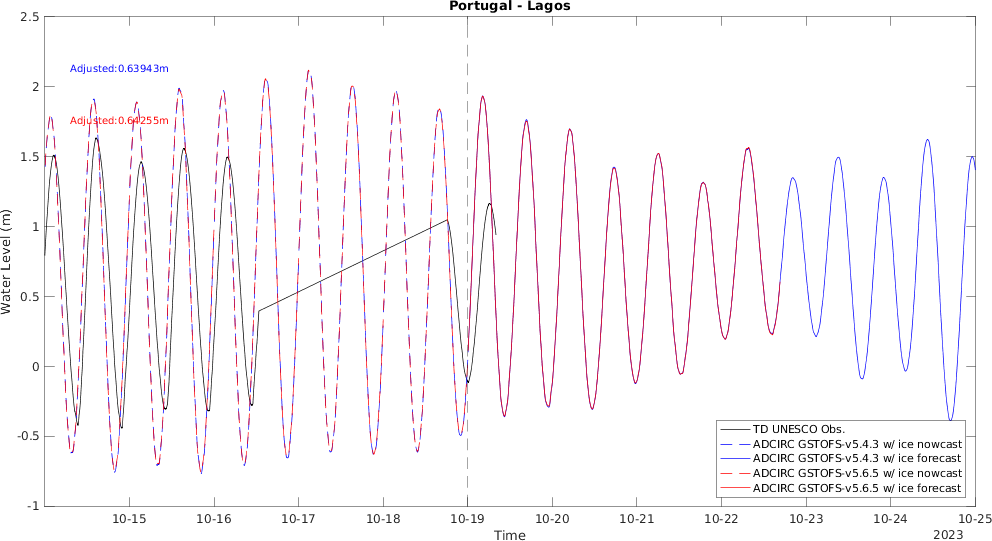 Portugal - Lagos
2.5
2
1.5
1
0.5
0
-0.5
-1
Water Level (m)
Adjusted:0.63943m
Adjusted:0.64255m
TD UNESCO Obs.
ADCIRC GSTOFS-v5.4.3 w/ ice nowcast
ADCIRC GSTOFS-v5.4.3 w/ ice forecast
ADCIRC GSTOFS-v5.6.5 w/ ice nowcast
ADCIRC GSTOFS-v5.6.5 w/ ice forecast
10-15 10-16 10-17 10-18 10-19 10-20 10-21 10-22 10-23 10-24 10-25
Time
2023